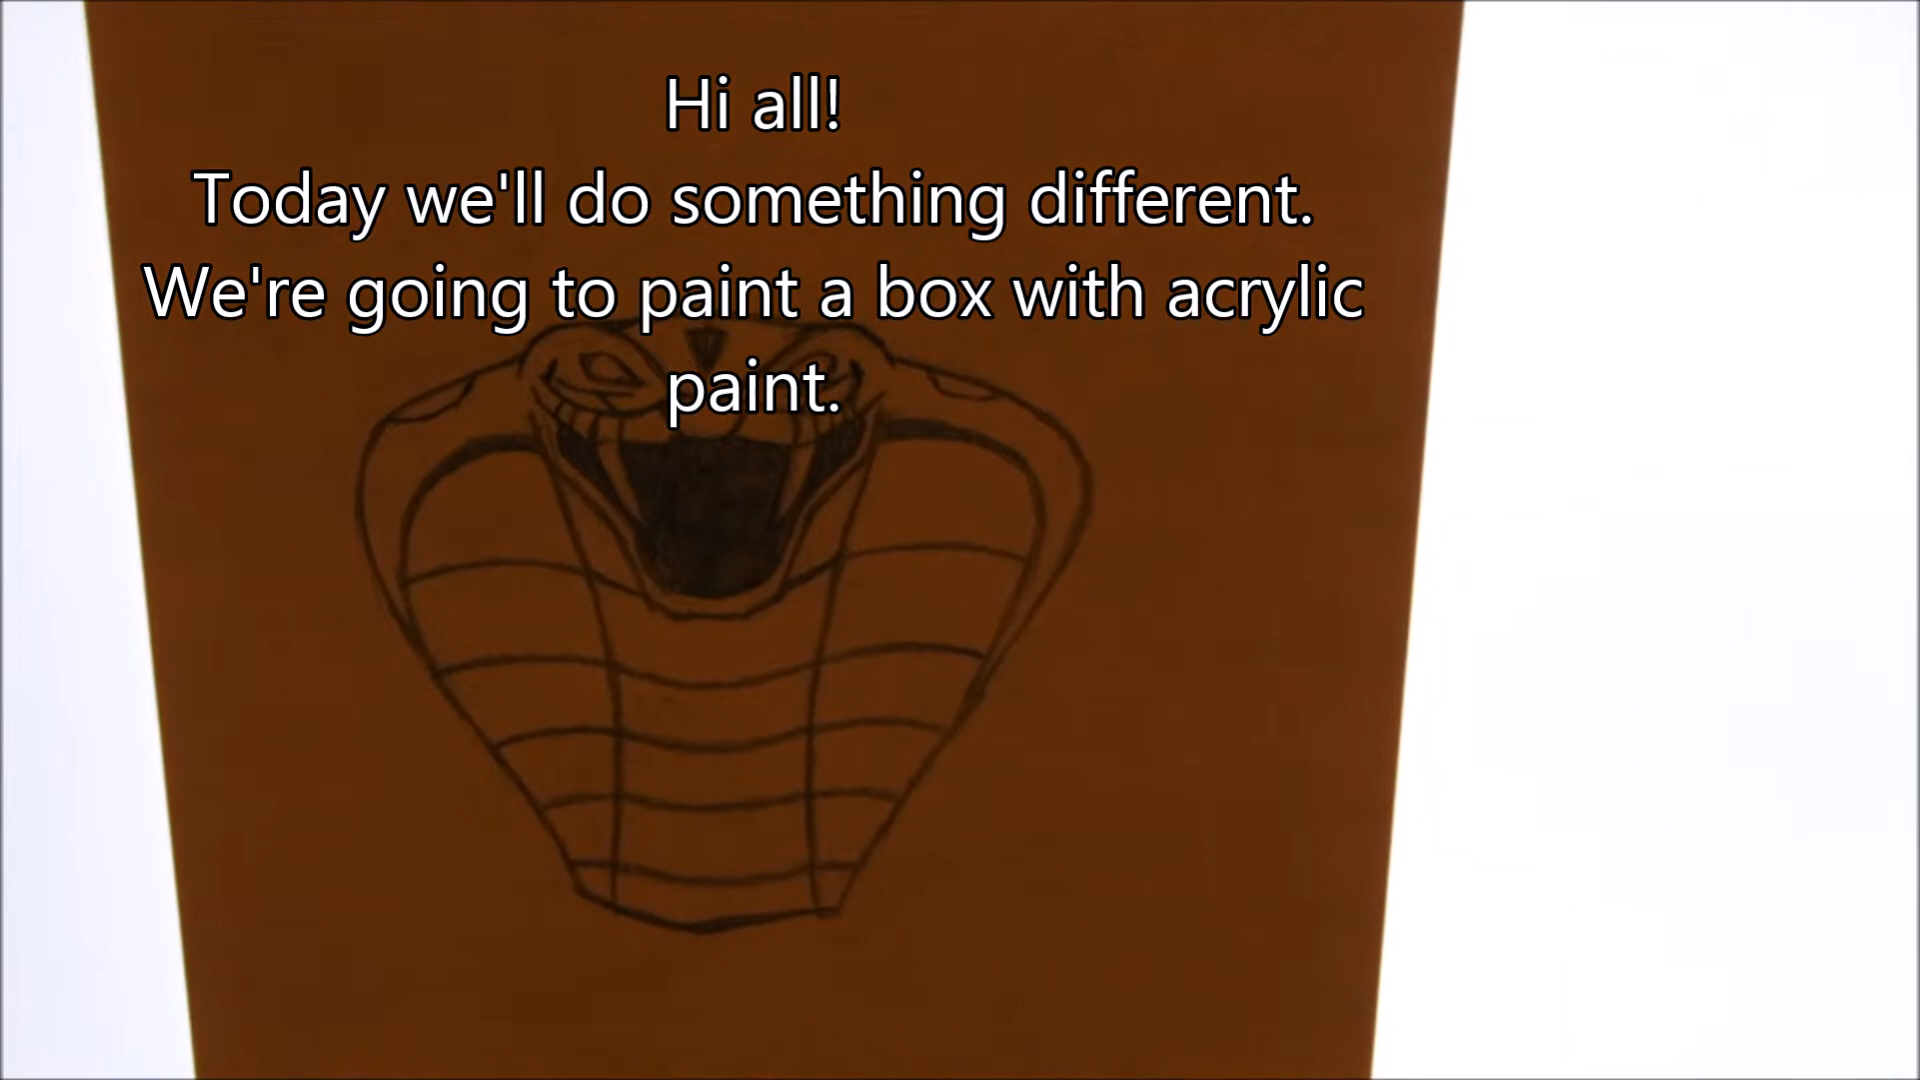 Hi all!
Today we'll do something different.
We're going to paint a box with acrylic
paint.